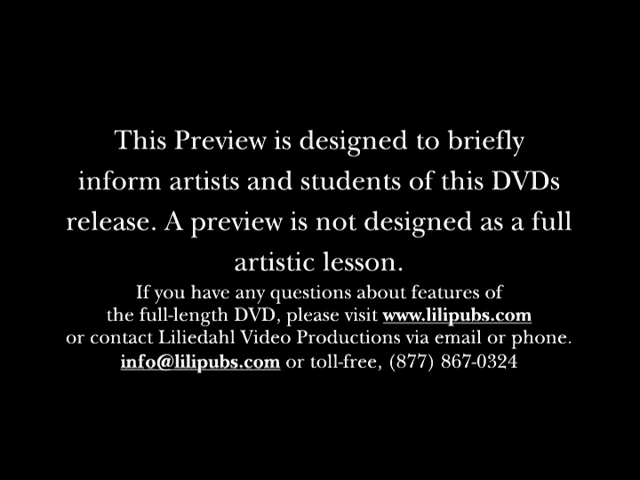 This Preview is designed to briefly
inform artists and students of this DVDs
release. A preview is not designed as a full
artistic lesson.
If you have any questions about features of
the full-length DVD, please visit www.lilipubs.com
or contact Liliedahl Video Productions via email or phone.
info@lilipubs.com or toll-free, (877) 867-0324